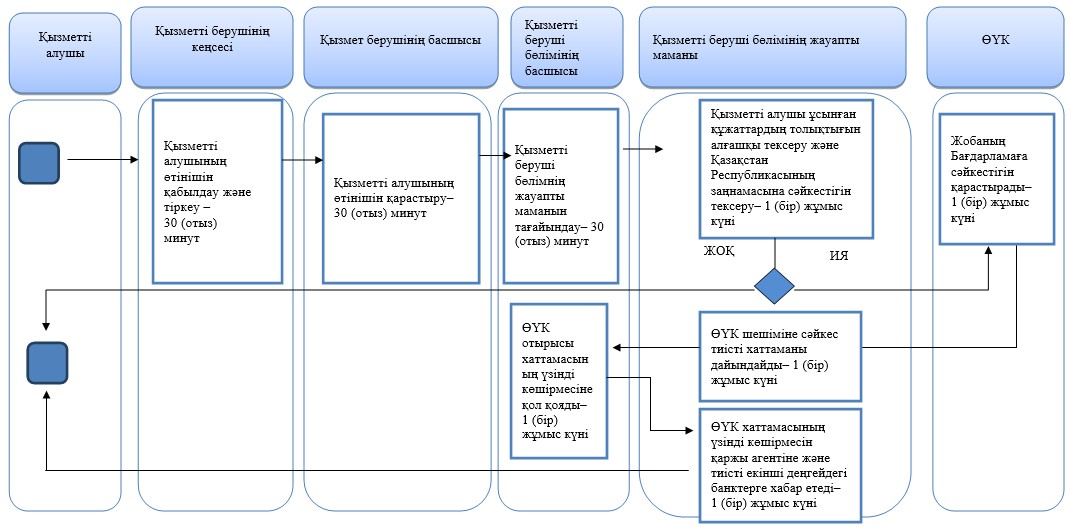 Қызметті
алушы
Қызметті берушінің
кеңсесі
Қызмет берушінің басшысы
Қызметті
беруші
бөлімінің
басшысы
Қызметті беруші бөлімінің жауапты
маманы
ӨҮК
Қызметті
алушының
өтінішін
қабылдау және
тіркеу –
30 (отыз)
минут
Қызметті алушының
өтінішін қарастыру–
30 (отыз) минут
Қызметті
беруші
бөлімнің
жауапты
маманын
тағайындау– 30
(отыз) минут
Қызметті алушы ұсынған
құжаттардың толықтығын
алғашқы тексеру және
Қазақстан
Республикасының
заңнамасына сәйкестігін
тексеру– 1 (бір) жұмыс
күні
Жобаның
Бағдарламаға
сәйкестігін
қарастырады–
1 (бір) жұмыс
күні
ЖОҚ
ИЯ
ӨҮК
отырысы
хаттамасы
ның үзінді
көшірмесіне
қол қояды–
1 (бір)
жұмыс күні
ӨҮК шешіміне сәйкес
тиісті хаттаманы
дайындайды– 1 (бір)
жұмыс күні
ӨҮК хаттамасының
үзінді көшірмесін
қаржы агентіне және
тиісті екінші деңгейдегі
банктерге хабар етеді–
1 (бір) жұмыс күні